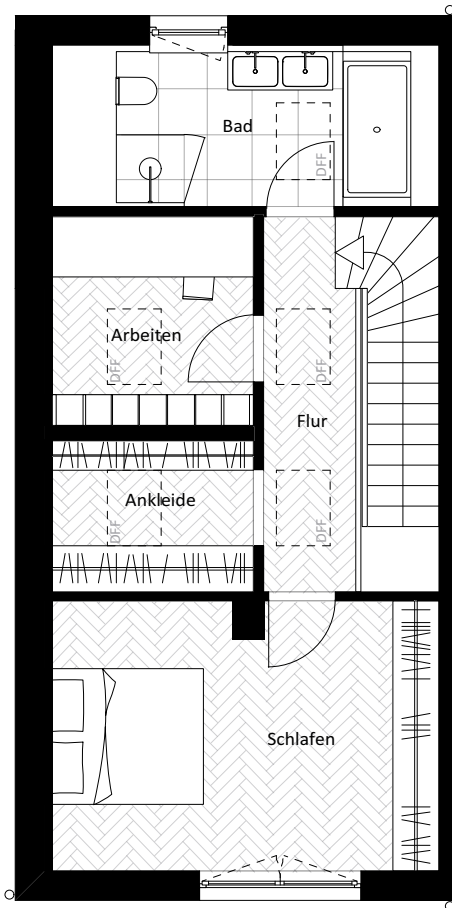 Bad
DFF
Arbeiten
DFF
DFF
Flur
Ankleide
DFF
DFF
Schlafen